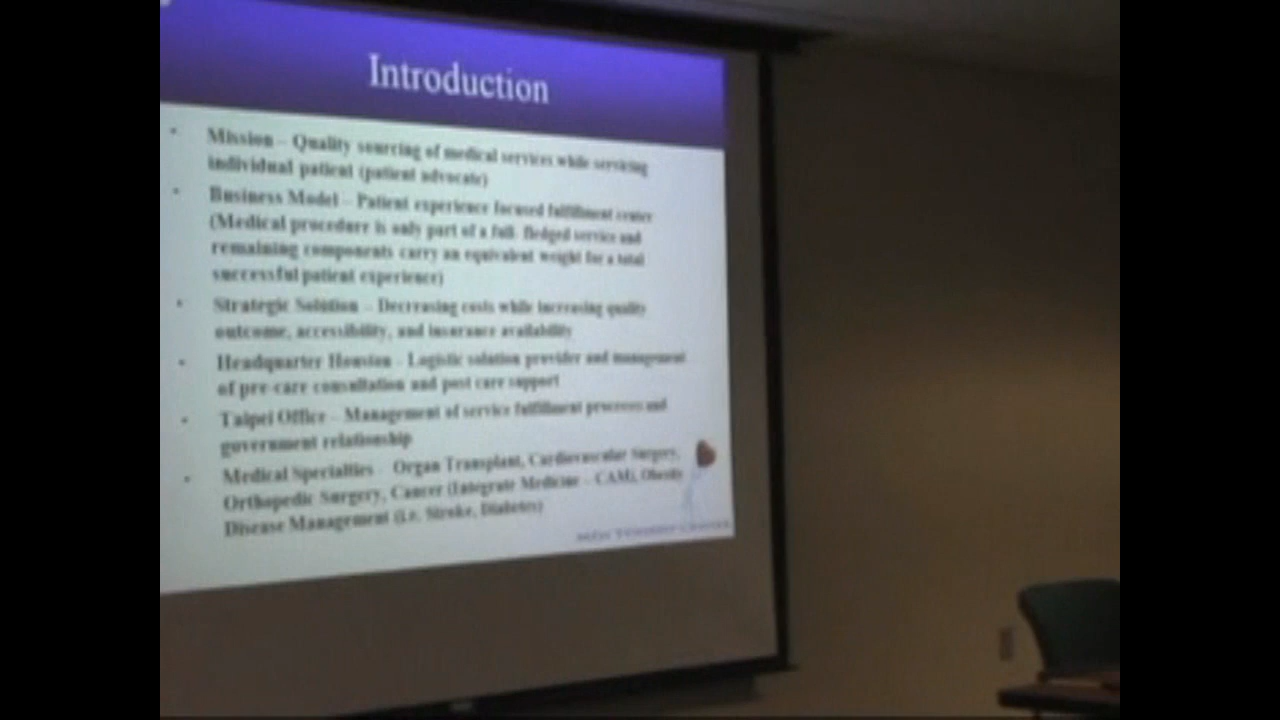 Introduction
• Mission – Quality sourcing of medical services while servicing
individual patient (patient advocate)
• Business Model – Patient experience focused fulfillment center
(Medical procedure is only part of a full- fledged service and
remaining components carry an equivalent weight for a total
successful patient experience)
• Strategic Solution – Decreasing costs while increasing quality
outcome, accessibility, and insurance availability
• Headquarter Houston - Logistic solution provider and management
of pre-care consultation and post care support
• Taipei Office – Management of service fulfillment processes and
government relationship
• Medical Specialties – Organ Transplant, Cardiovascular Surgery,
Orthopedic Surgery, Cancer (Integrate Medicine – CAM), Obesity
Disease Management (i.e. Stroke, Diabetes)